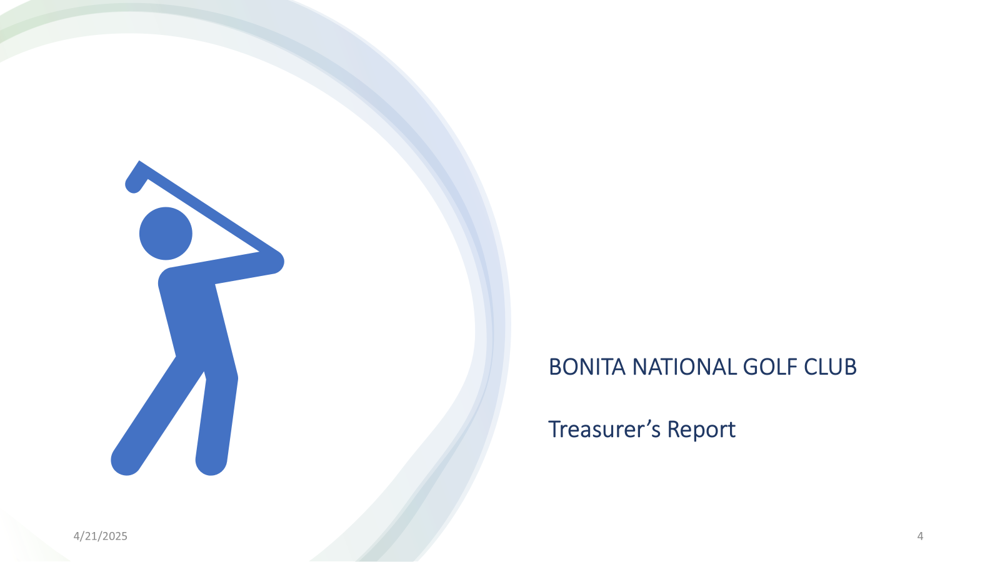 BONITA NATIONAL GOLF CLUB
Treasurer’s Report
4/21/2025
4